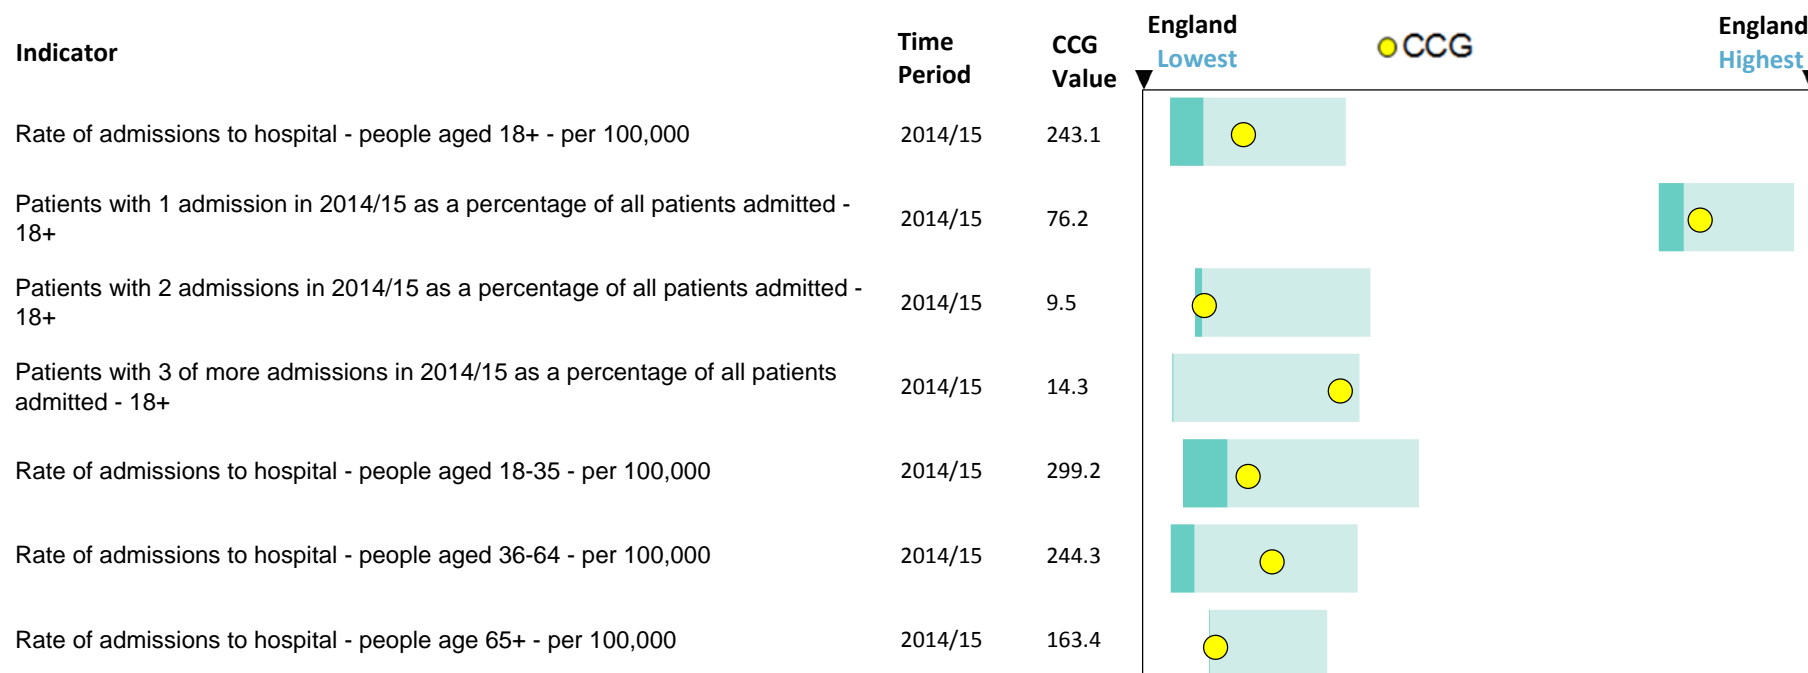 Indicator
Time
Period
CCG
Value
England
Lowest
CCG
England
Highest
Rate of admissions to hospital - people aged 18+ - per 100,000 2014/15 243.1
Patients with 1 admission in 2014/15 as a percentage of all patients admitted -
18+
2014/15 76.2
Patients with 2 admissions in 2014/15 as a percentage of all patients admitted -
18+
2014/15 9.5
Patients with 3 of more admissions in 2014/15 as a percentage of all patients
admitted - 18+
2014/15 14.3
Rate of admissions to hospital - people aged 18-35 - per 100,000 2014/15 299.2
Rate of admissions to hospital - people aged 36-64 - per 100,000 2014/15 244.3
Rate of admissions to hospital - people age 65+ - per 100,000 2014/15 163.4